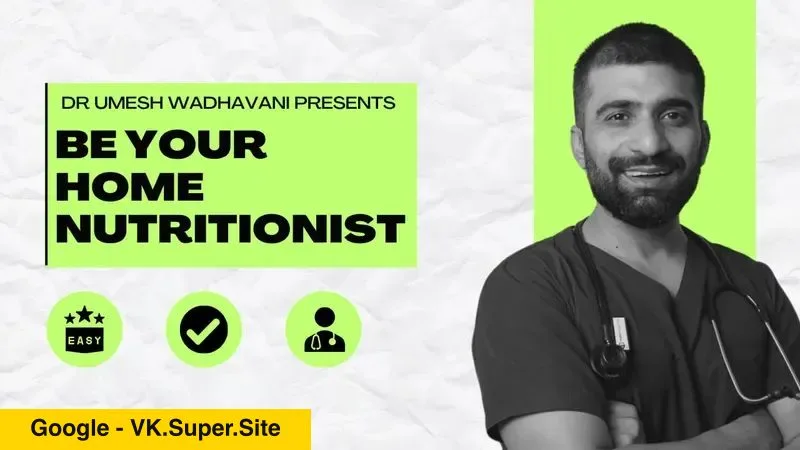 DR UMESH WADHAVANI PRESENTS
BE YOUR
HOME
NUTRITIONIST
EASY
Google - VK.Super.Site